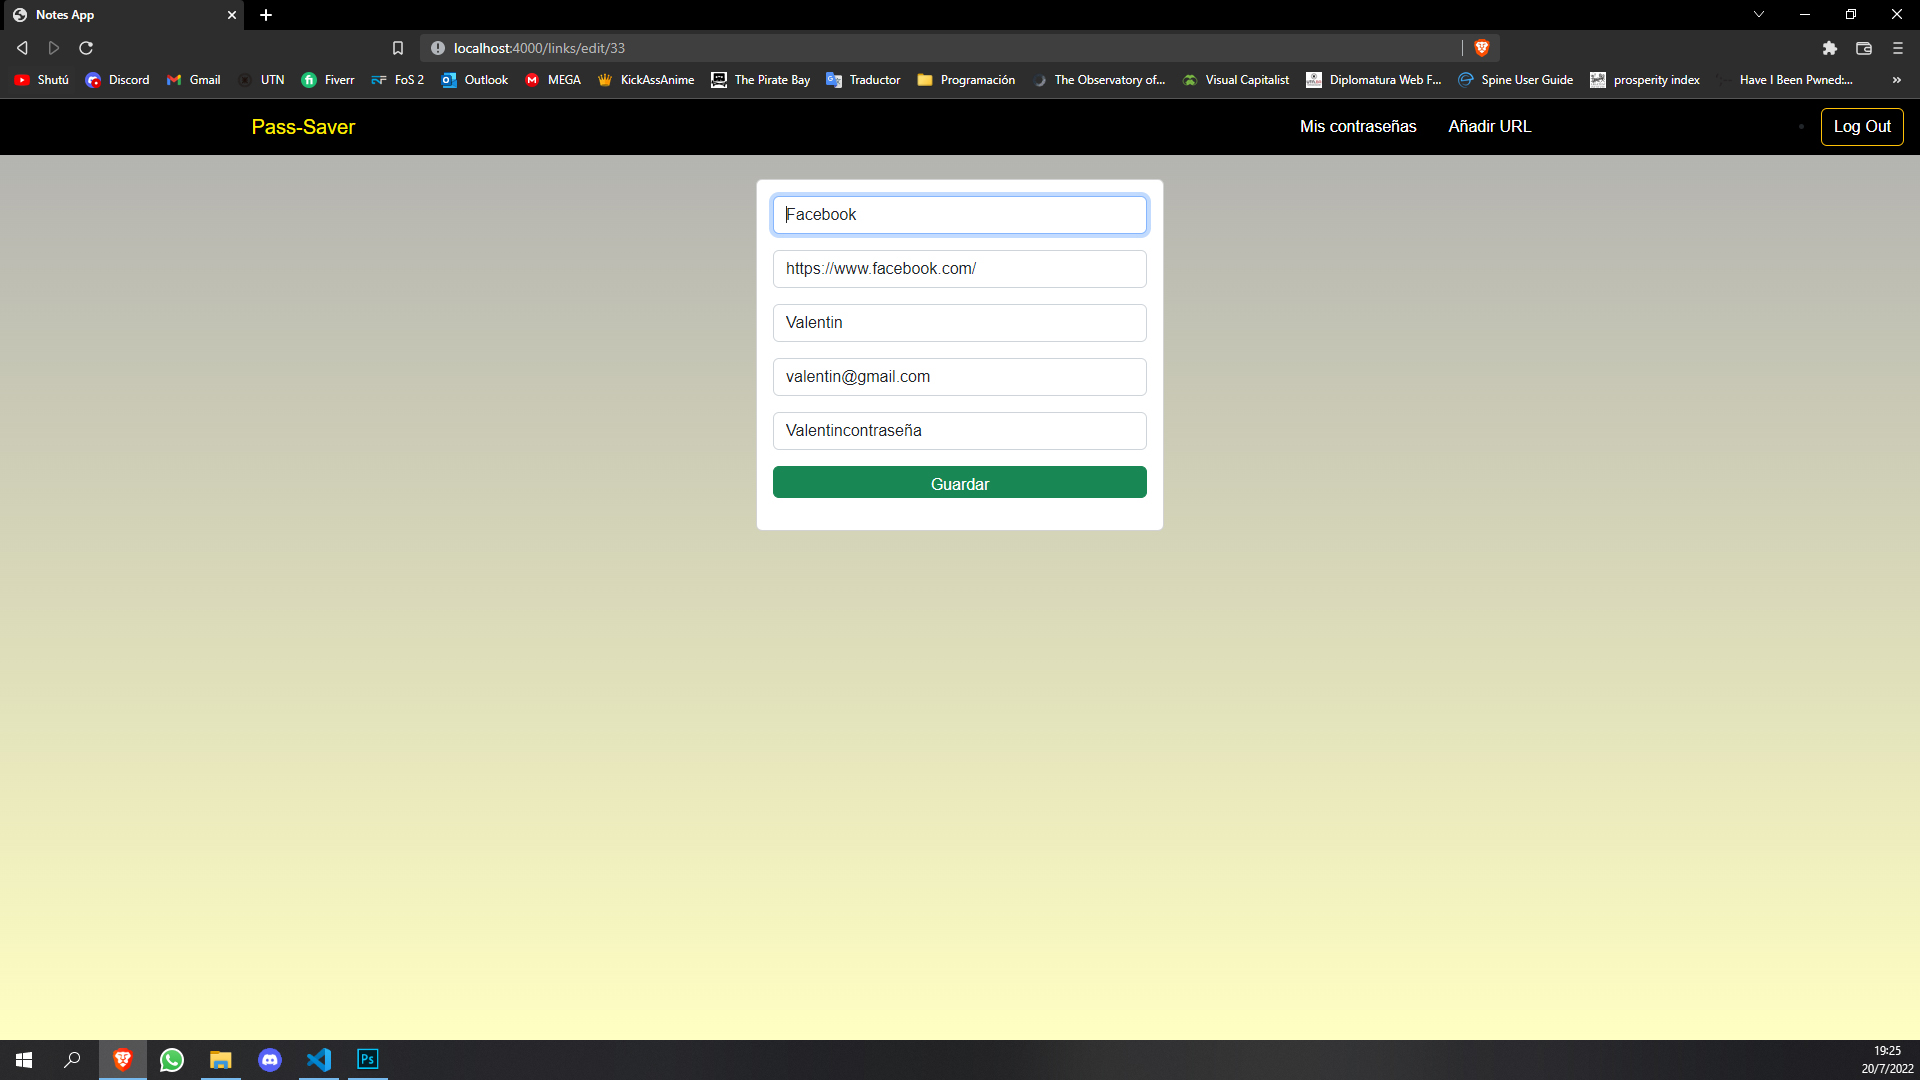 Notes App
localhost:4000/links/edit/33
Shutú Discord Gmail UTN Fiverr FoS 2 Outlook MEGA KickAssAnime The Pirate Bay Traductor Programación The Observatory of... Visual Capitalist Diplomatura Web F... Spine User Guide prosperity index Have I Been Pwned:... »
Pass-Saver Mis contraseñas Añadir URL Log Out
Facebook
https://www.facebook.com/
Valentin
valentin@gmail.com
Valentincontraseña
Guardar
Ps
19:25
20/7/2022